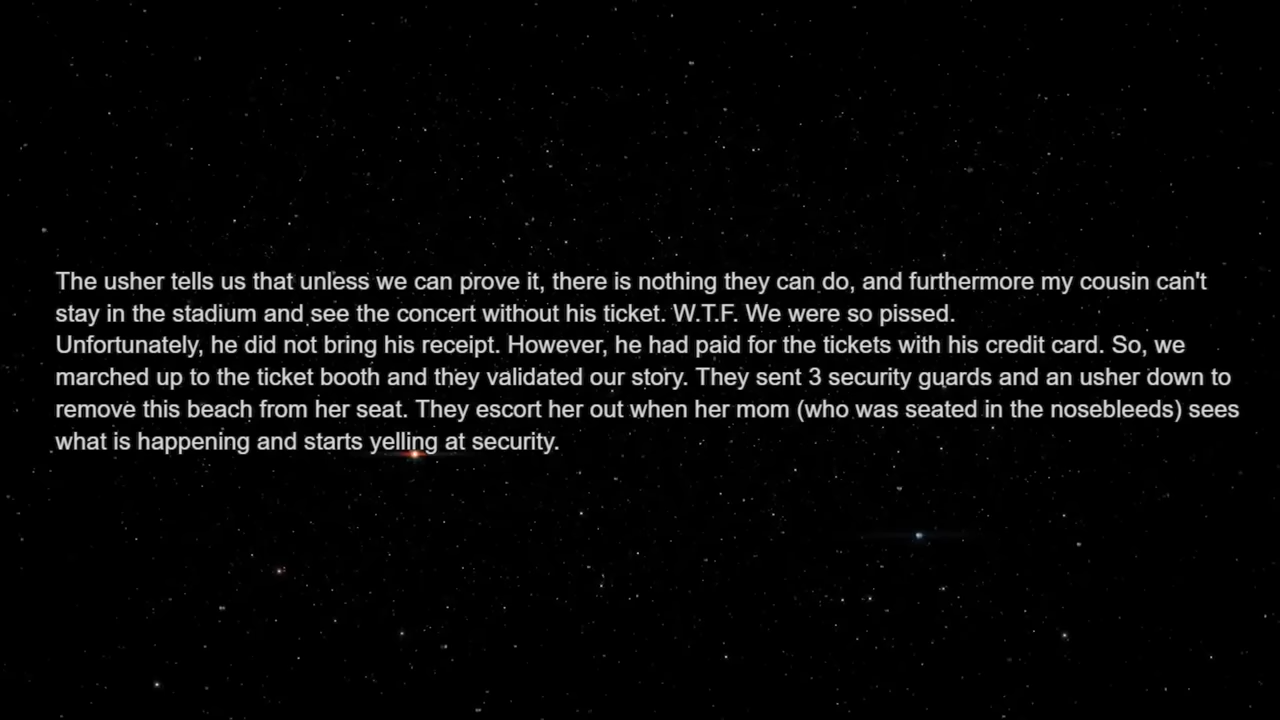 The usher tells us that unless we can prove it, there is nothing they can do, and furthermore my cousin can't
stay in the stadium and see the concert without his ticket. W.T.F. We were so pissed.
Unfortunately, he did not bring his receipt. However, he had paid for the tickets with his credit card. So, we
marched up to the ticket booth and they validated our story. They sent 3 security guards and an usher down to
remove this beach from her seat. They escort her out when her mom (who was seated in the nosebleeds) sees
what is happening and starts yelling at security.